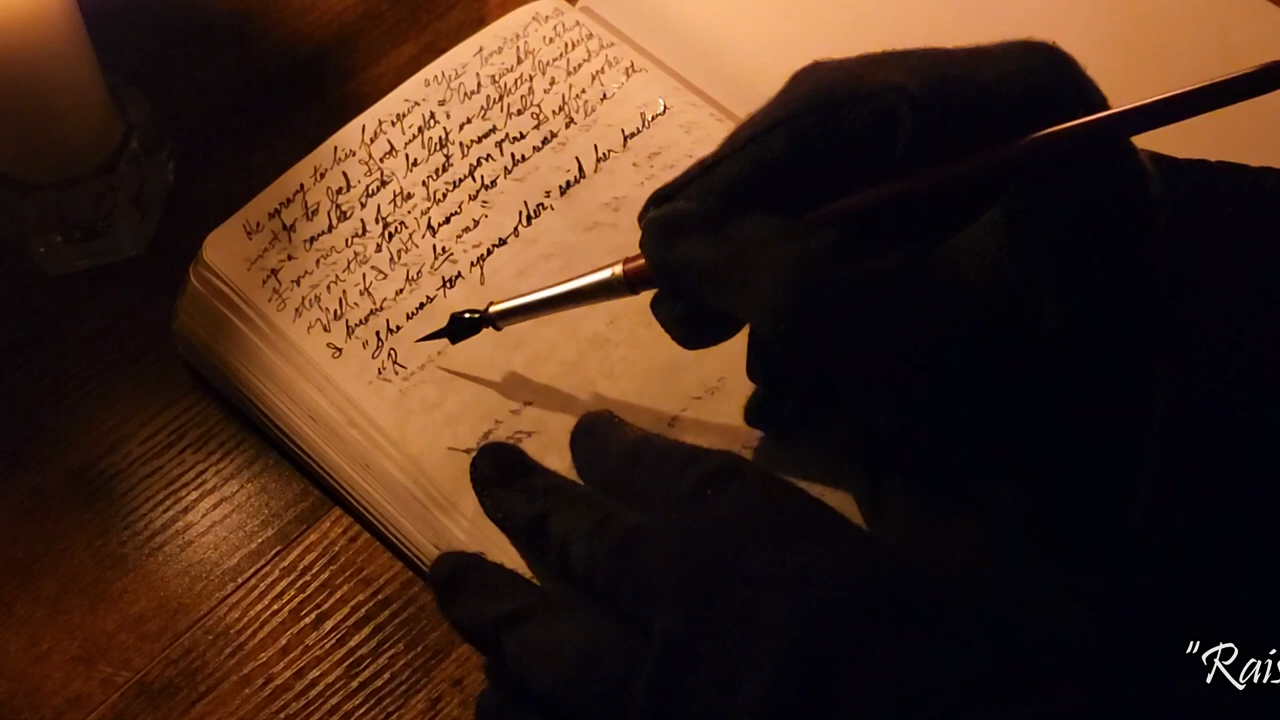 He sprang to his feet again. "Yes—tomorrow. Now I
must go to bed. Good night." And quickly catching
up a candlestick, he left us slightly bewildered.
From our end of the great brown hall we heard his
step on the stair; whereupon Mrs. Griffin spoke.
"Well, if I don't know who she was in love with,
I know who he was."
"She was ten years older," said her husband.
"R
"Rais